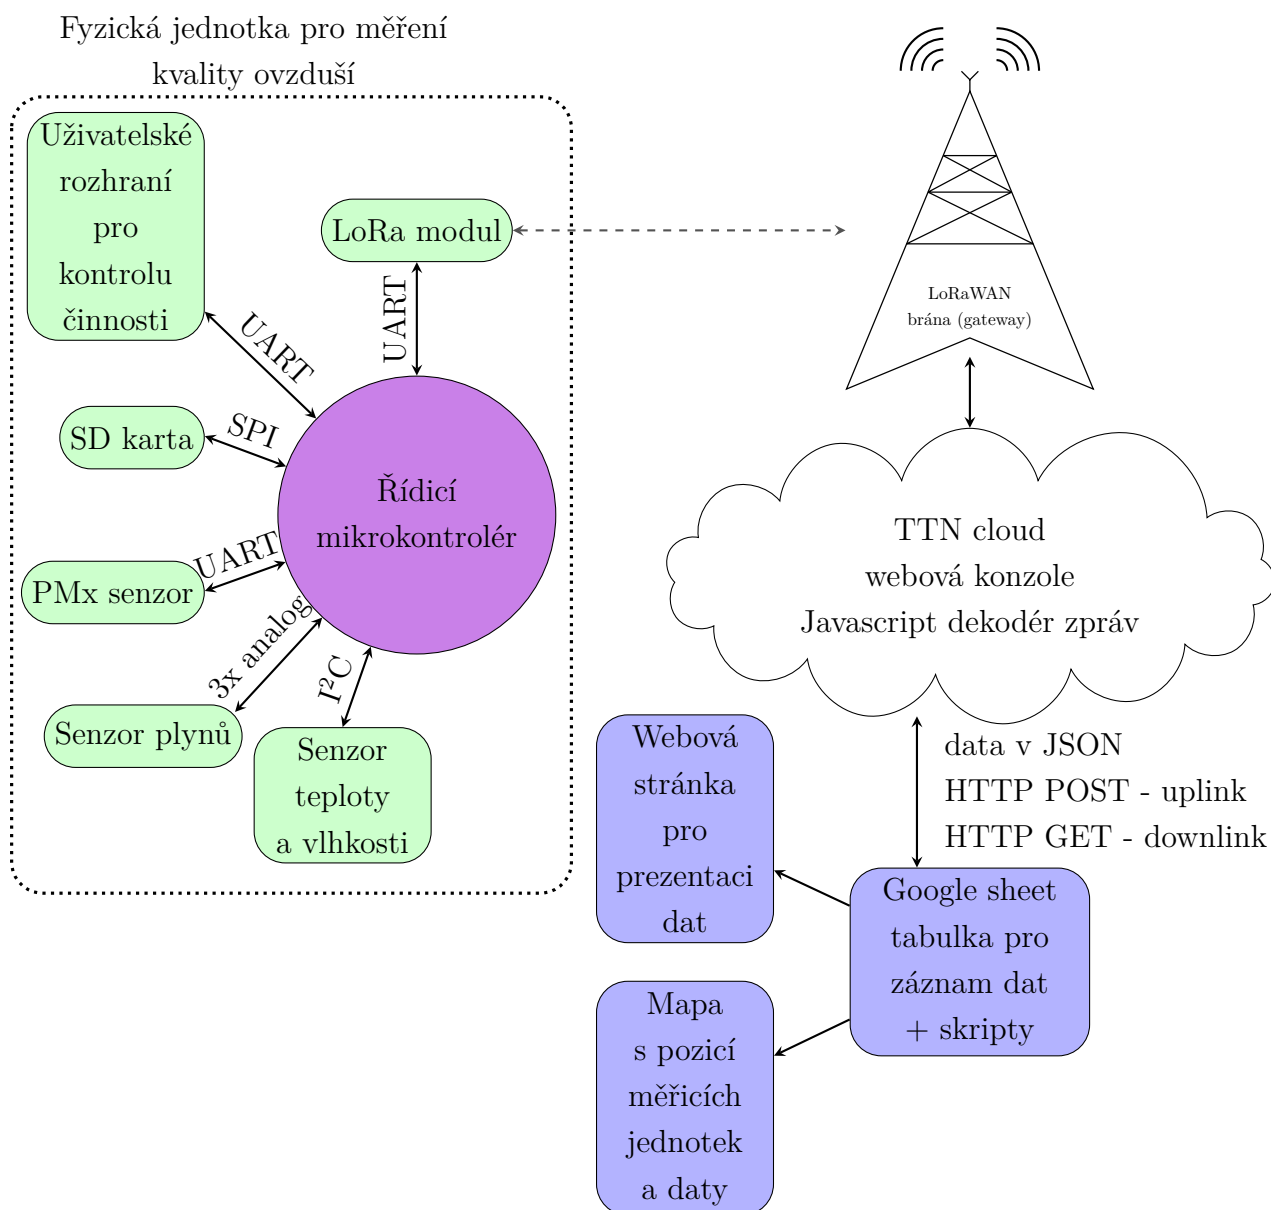 Fyzická jednotka pro měření
kvality ovzduší
Uživatelské
rozhraní
pro
kontrolu
činnosti
LoRa modul
UART
UART
SD karta
SPI
Řídicí
mikrokontrolér
PMx senzor
UART
Senzor plynů
3x analog
I²C
Senzor
teploty
a vlhkosti
LoRaWAN
brána (gateway)
TTN cloud
webová konzole
Javascript dekodér zpráv
data v JSON
HTTP POST - uplink
HTTP GET - downlink
Webová
stránka
pro
prezentaci
dat
Google sheet
tabulka pro
záznam dat
+ skripty
Mapa
s pozicí
měřicích
jednotek
a daty